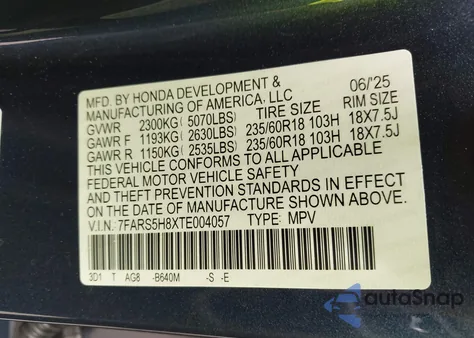 MFD. BY HONDA DEVELOPMENT & 06/'25
MANUFACTURING OF AMERICA, LLC
GVWR 2300KG( 5070LBS) TIRE SIZE RIM SIZE
GAWR F 1193KG( 2630LBS) 235/60R18 103H 18X7.5J
GAWR R 1150KG( 2535LBS) 235/60R18 103H 18X7.5J
THIS VEHICLE CONFORMS TO ALL APPLICABLE
FEDERAL MOTOR VEHICLE SAFETY
AND THEFT PREVENTION STANDARDS IN EFFECT
ON THE DATE OF MANUFACTURE SHOWN ABOVE.
V.I.N: 7FARS5H8XTE004057 TYPE: MPV
3D1 T AG8 -B640M -S -E
autoSnap